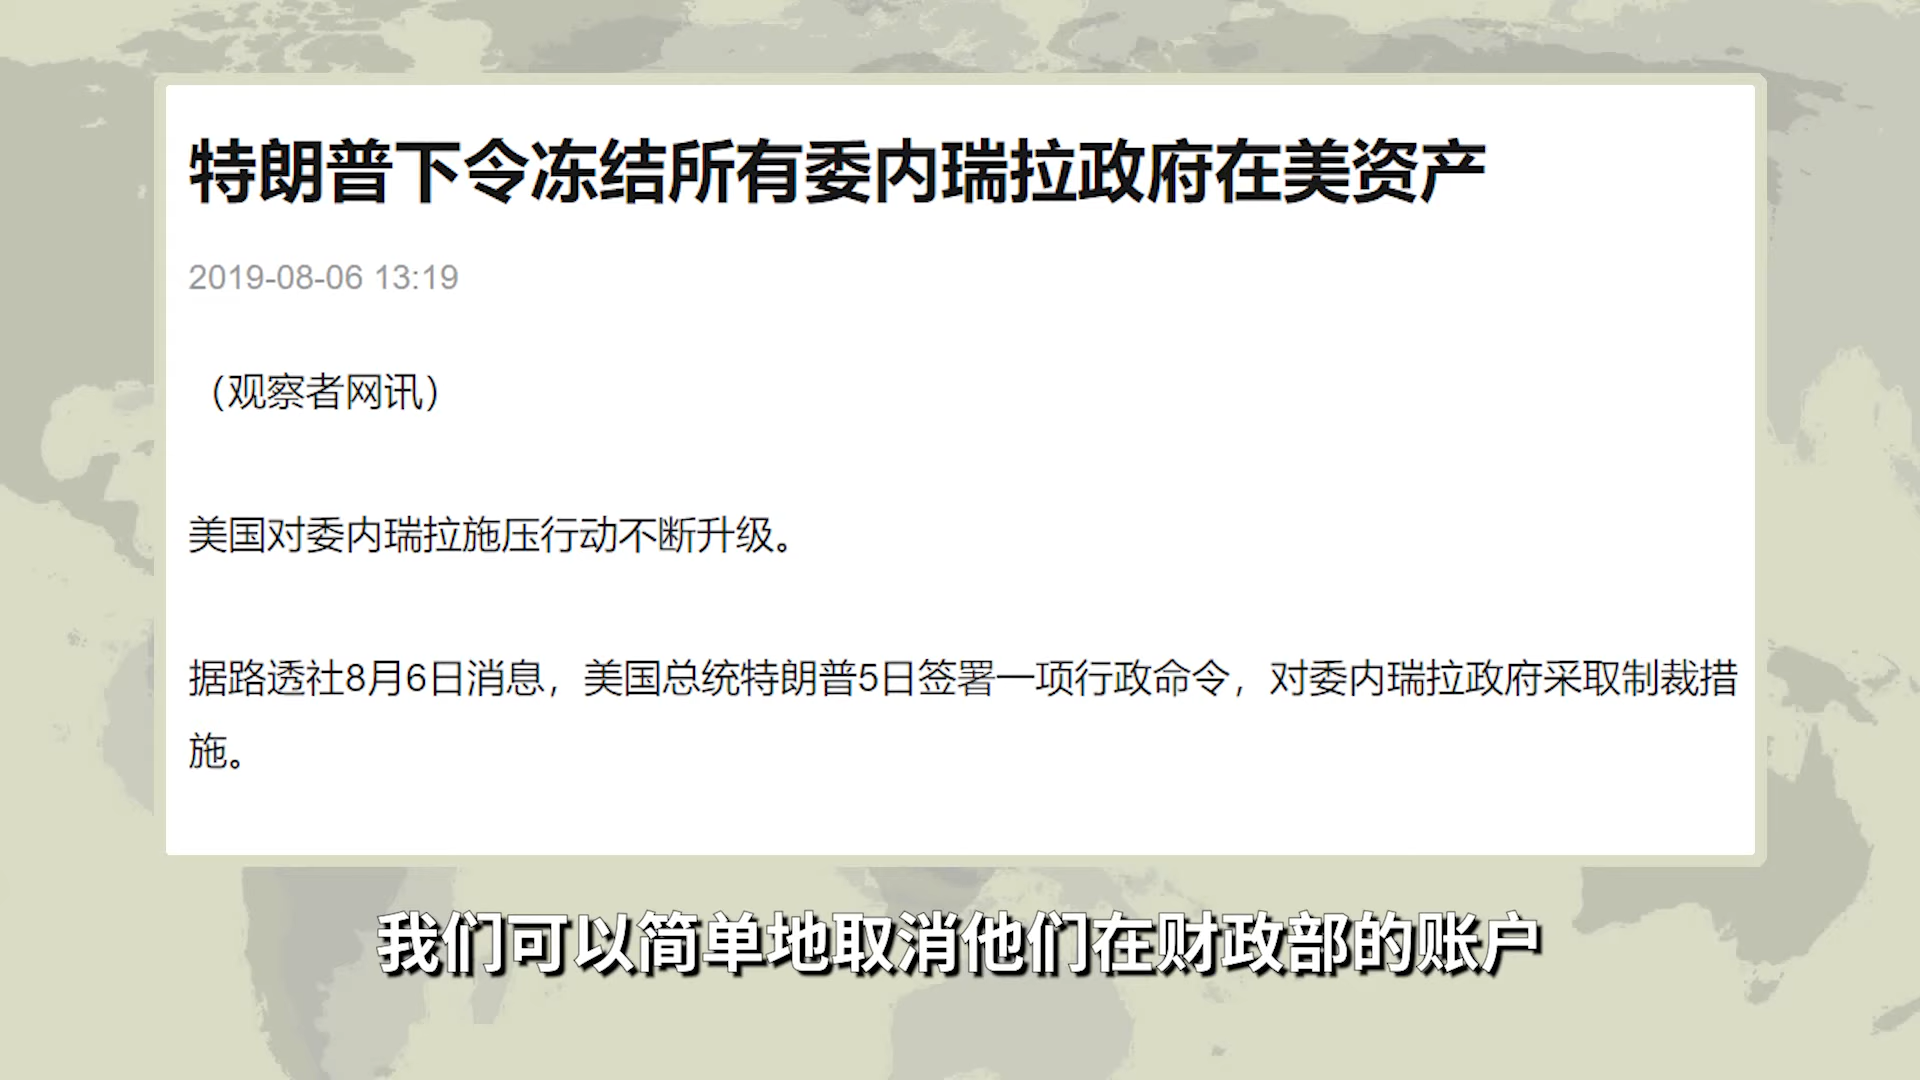 特朗普下令冻结所有委内瑞拉政府在美资产
2019-08-06 13:19
（观察者网讯）
美国对委内瑞拉施压行动不断升级。
据路透社8月6日消息，美国总统特朗普5日签署一项行政命令，对委内瑞拉政府采取制裁措
施。
我们可以简单地取消他们在财政部的账户